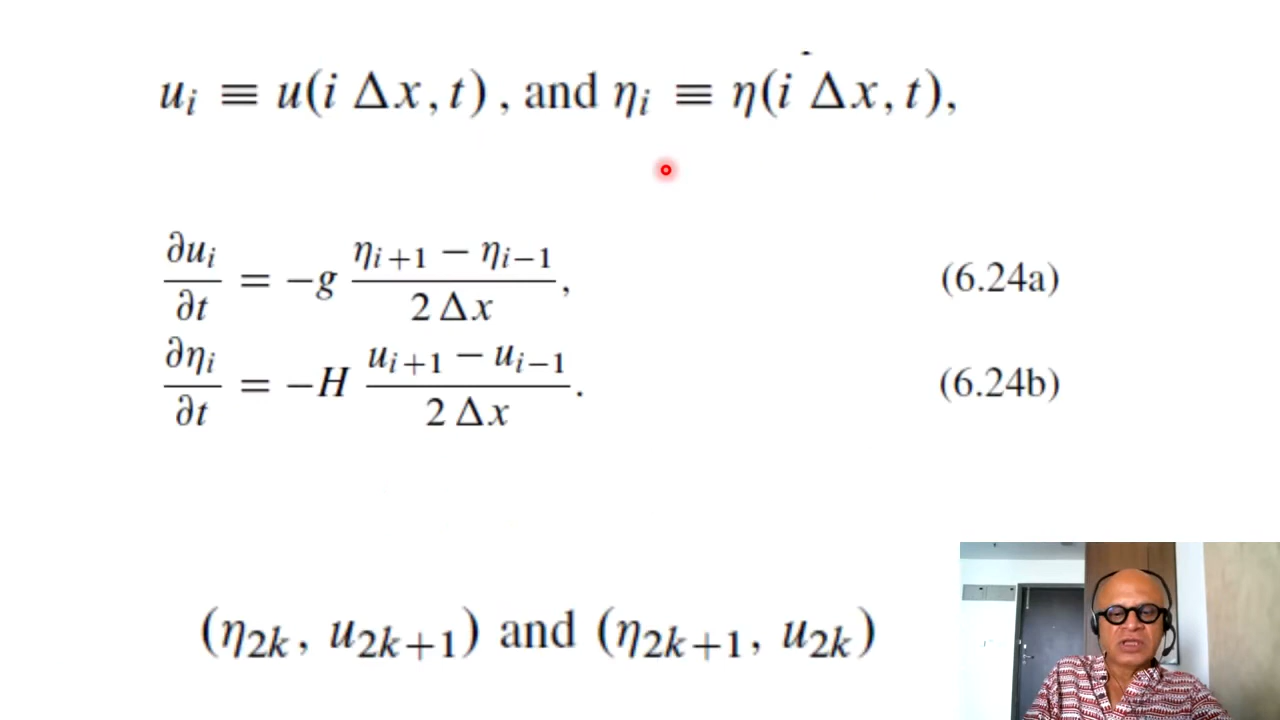 u_i ≡ u(i Δx, t), and η_i ≡ η(i Δx, t),
∂u_i/∂t = −g (η_{i+1} − η_{i−1})/(2 Δx), (6.24a)
∂η_i/∂t = −H (u_{i+1} − u_{i−1})/(2 Δx). (6.24b)
(η_{2k}, u_{2k+1}) and (η_{2k+1}, u_{2k})